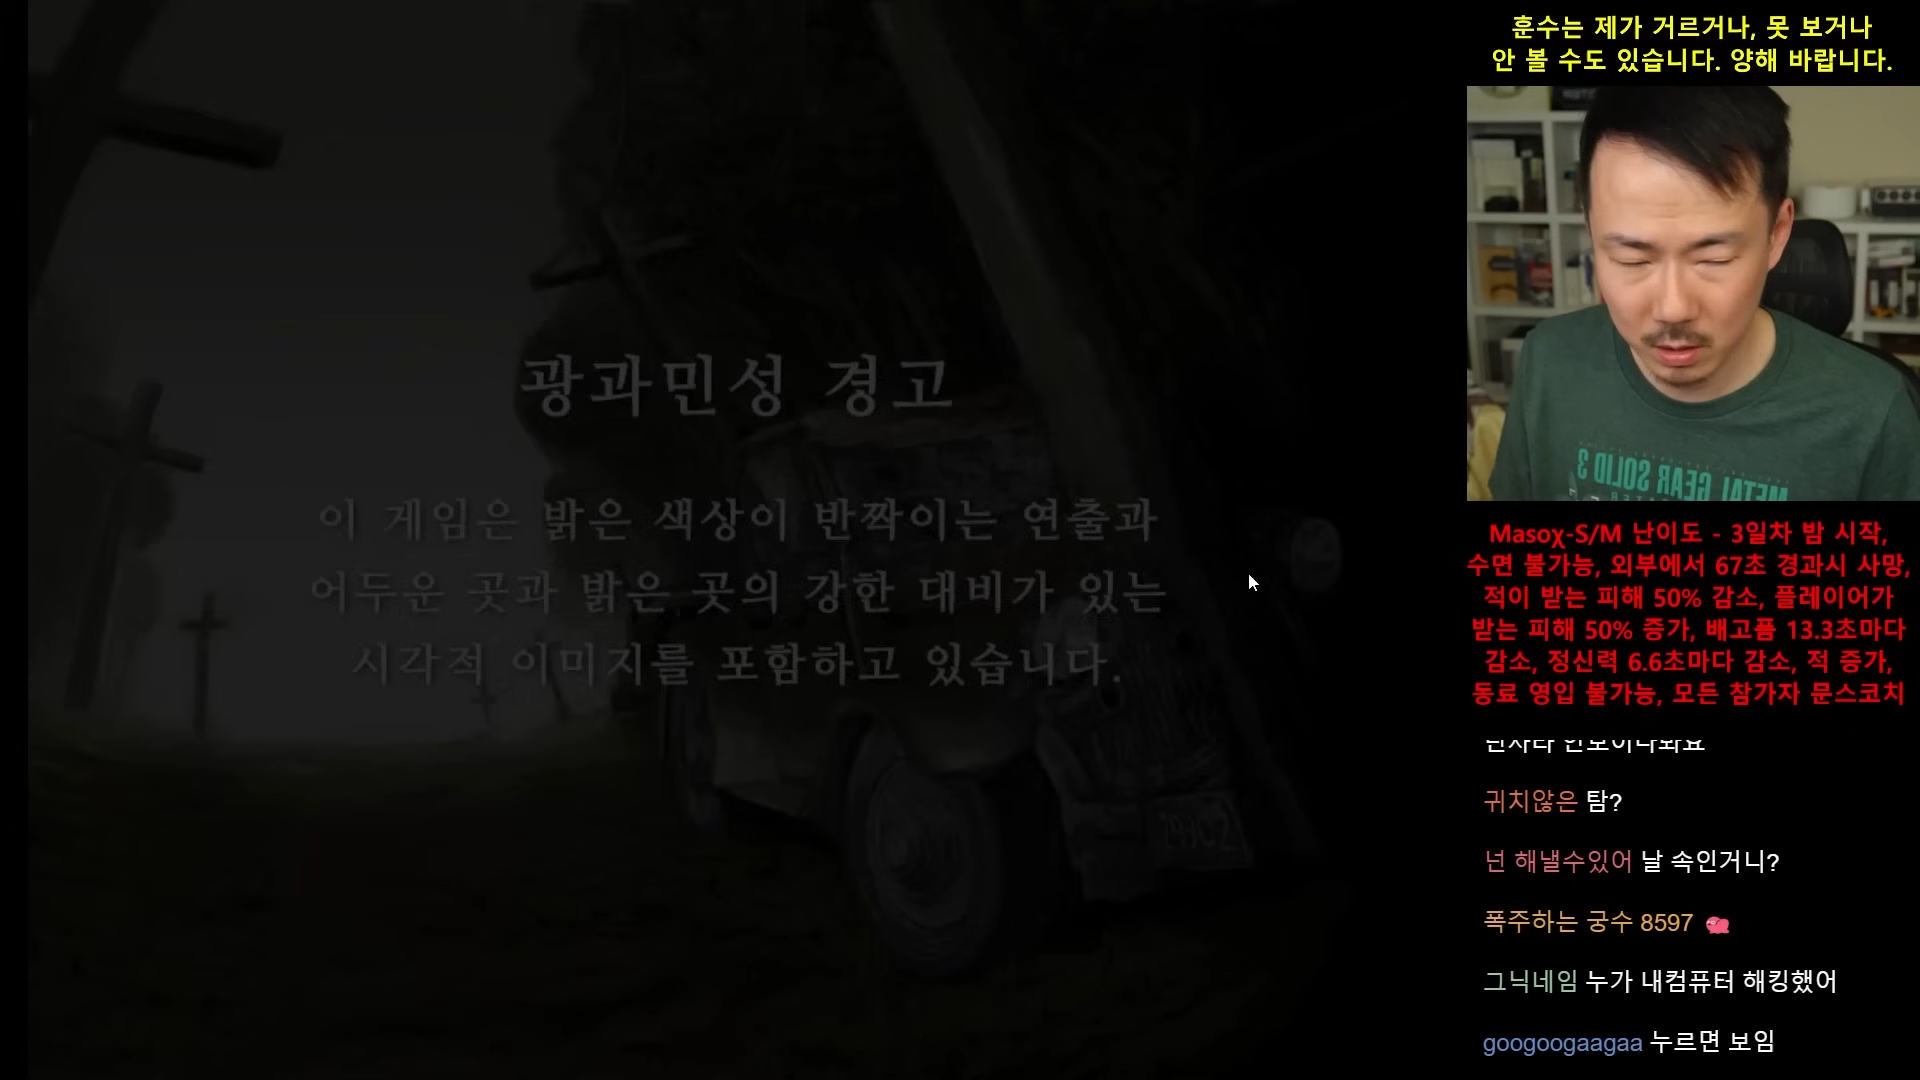 훈수는 제가 거르거나, 못 보거나
안 볼 수도 있습니다. 양해 바랍니다.
광과민성 경고
이 게임은 밝은 색상이 반짝이는 연출과
어두운 곳과 밝은 곳의 강한 대비가 있는
시각적 이미지를 포함하고 있습니다.
METAL GEAR SOLID 3
Masoχ-S/M 난이도 - 3일차 밤 시작,
수면 불가능, 외부에서 67초 경과시 사망,
적이 받는 피해 50% 감소, 플레이어가
받는 피해 50% 증가, 배고픔 13.3초마다
감소, 정신력 6.6초마다 감소, 적 증가,
동료 영입 불가능, 모든 참가자 문스코치
귀치않은 탐?
넌 해낼수있어 날 속인거니?
폭주하는 궁수 8597
그닉네임 누가 내컴퓨터 해킹했어
googoogaagaa 누르면 보임